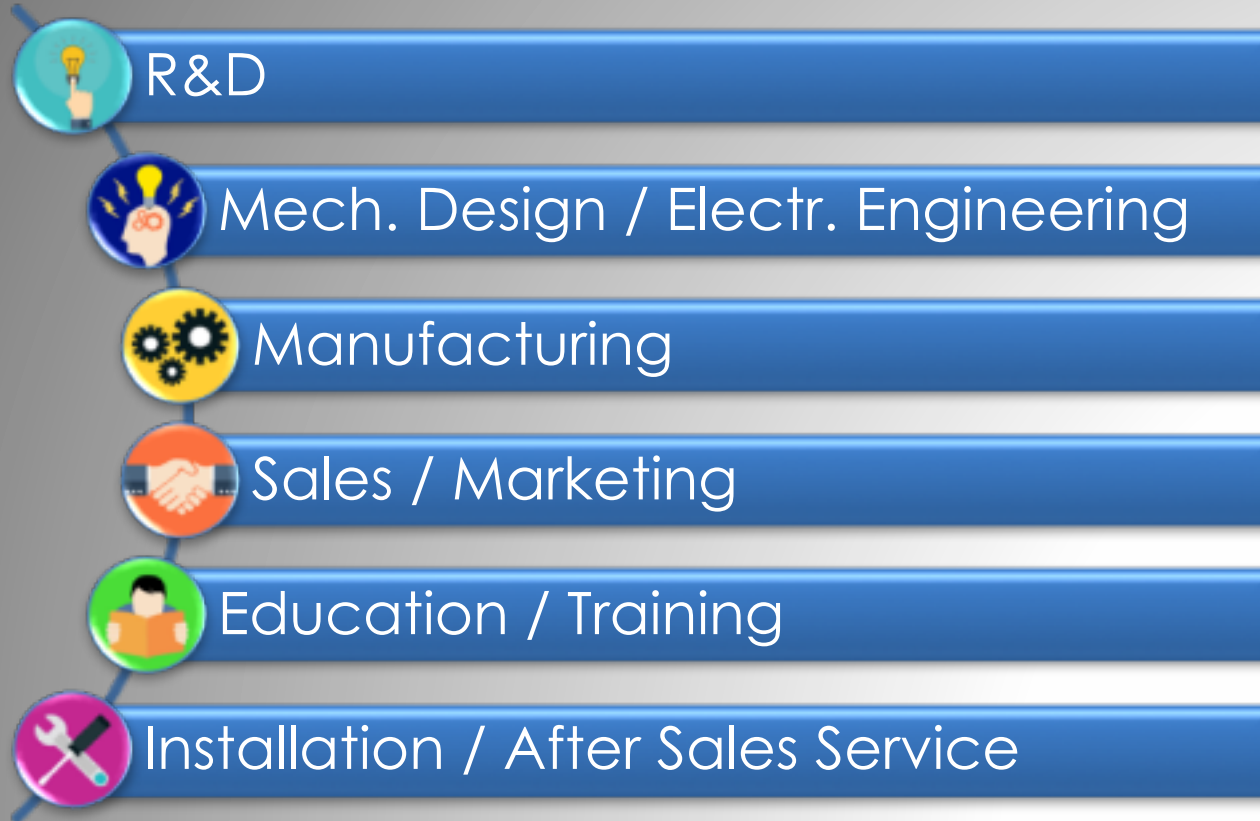 R&D
Mech. Design / Electr. Engineering
Manufacturing
Sales / Marketing
Education / Training
Installation / After Sales Service